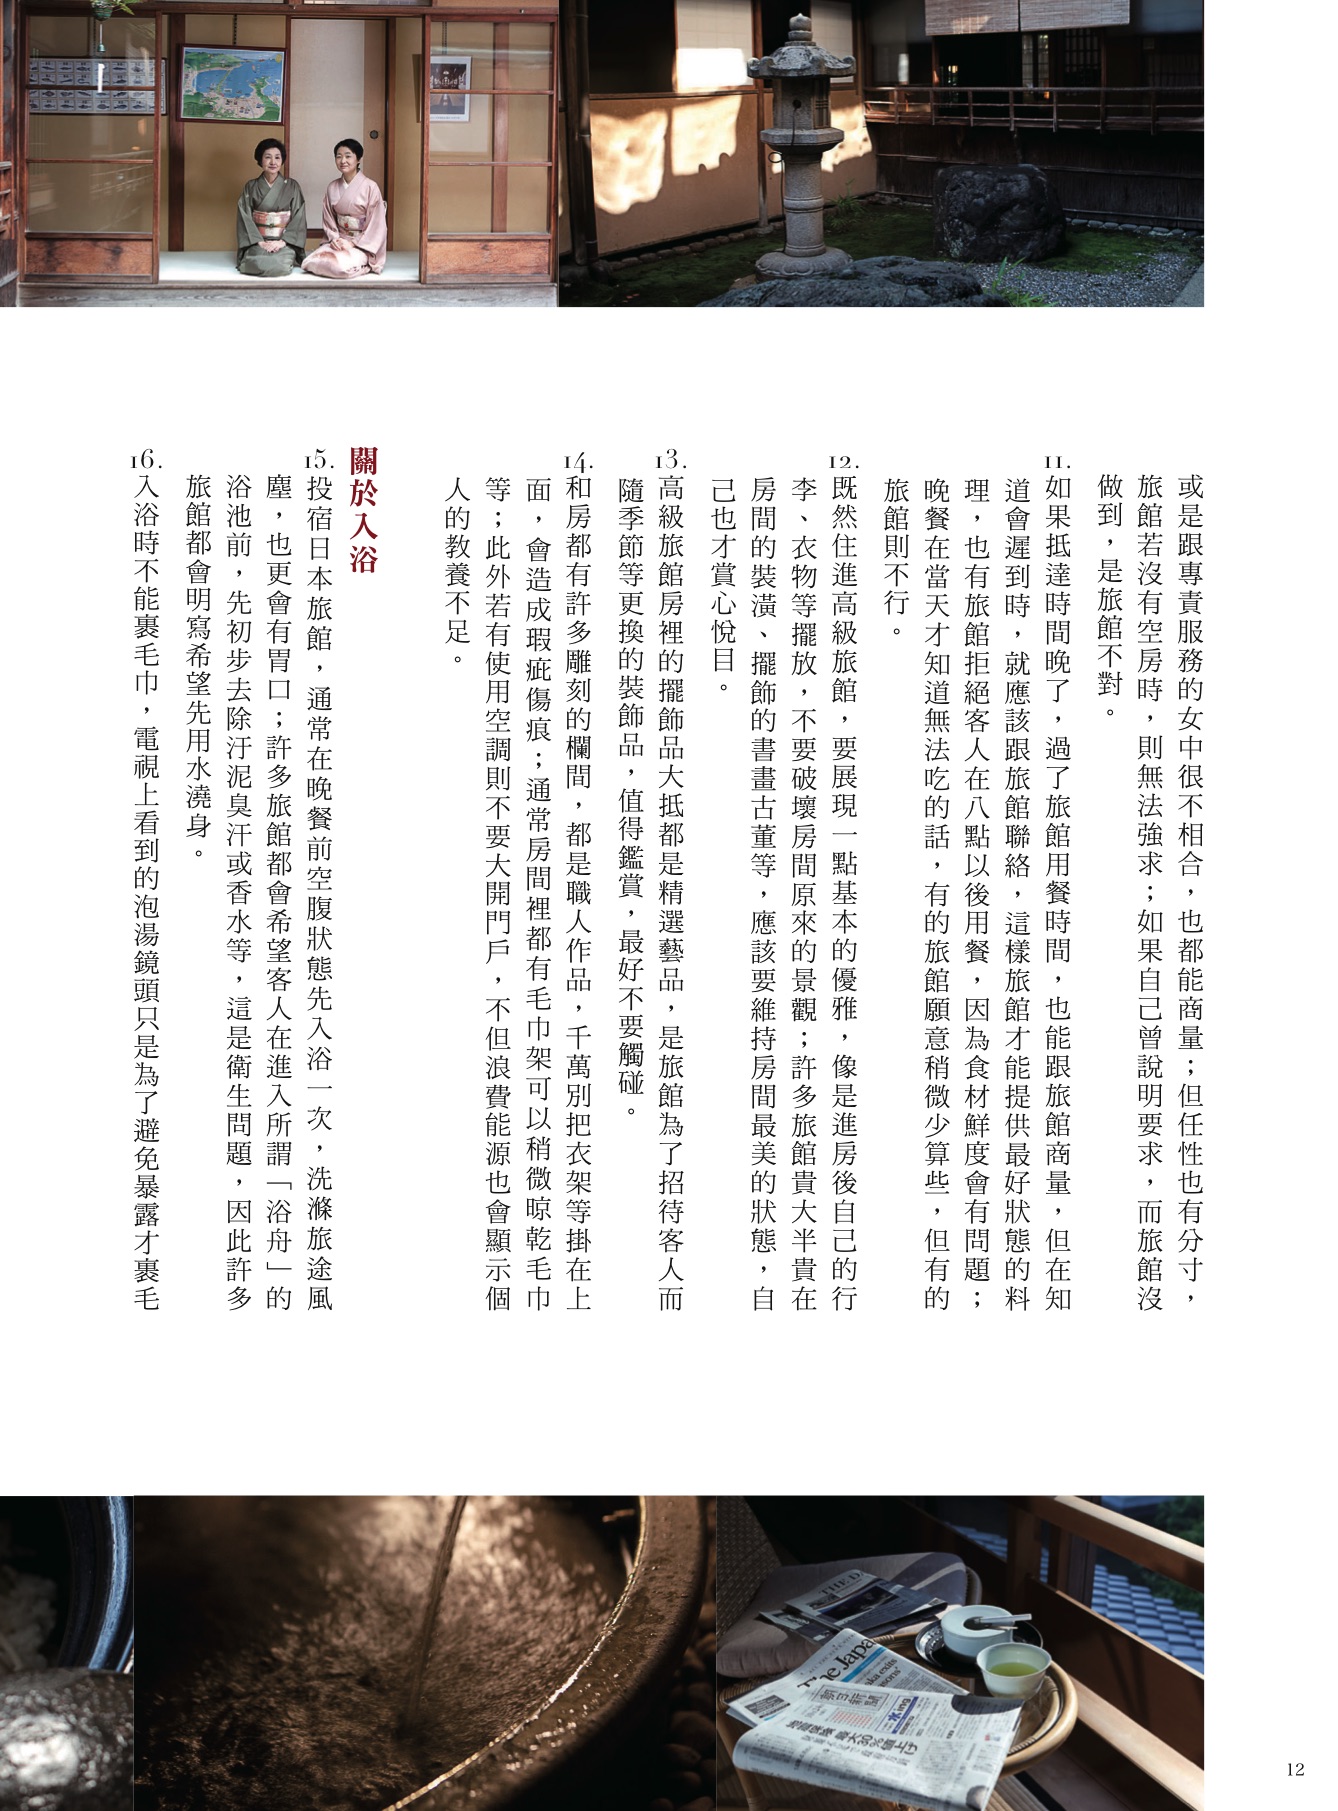 或是跟專責服務的女中很不相合，也都能商量；但任性也有分寸，
旅館若沒有空房時，則無法強求；如果自己曾說明要求，而旅館沒
做到，是旅館不對。
11.如果抵達時間晚了，過了旅館用餐時間，也能跟旅館商量，但在知
道會遲到時，就應該跟旅館聯絡，這樣旅館才能提供最好狀態的料
理，也有旅館拒絕客人在八點以後用餐，因為食材鮮度會有問題；
晚餐在當天才知道無法吃的話，有的旅館願意稍微少算些，但有的
旅館則不行。
12.既然住進高級旅館，要展現一點基本的優雅，像是進房後自己的行
李、衣物等擺放，不要破壞房間原來的景觀；許多旅館貴大半貴在
房間的裝潢、擺飾的書畫古董等，應該要維持房間最美的狀態，自
己也才賞心悅目。
13.高級旅館房裡的擺飾品大抵都是精選藝品，是旅館為了招待客人而
隨季節等更換的裝飾品，值得鑑賞，最好不要觸碰。
14.和房都有許多雕刻的欄間，都是職人作品，千萬別把衣架等掛在上
面，會造成瑕疵傷痕；通常房間裡都有毛巾架可以稍微晾乾毛巾
等；此外若有使用空調則不要大開門戶，不但浪費能源也會顯示個
人的教養不足。
關於入浴
15.投宿日本旅館，通常在晚餐前空腹狀態先入浴一次，洗滌旅途風
塵，也更會有胃口；許多旅館都會希望客人在進入所謂「浴舟」的
浴池前，先初步去除汙泥臭汗或香水等，這是衛生問題，因此許多
旅館都會明寫希望先用水澆身。
16.入浴時不能裹毛巾，電視上看到的泡湯鏡頭只是為了避免暴露才裹毛
THE D
The Japa
朝日新聞
12